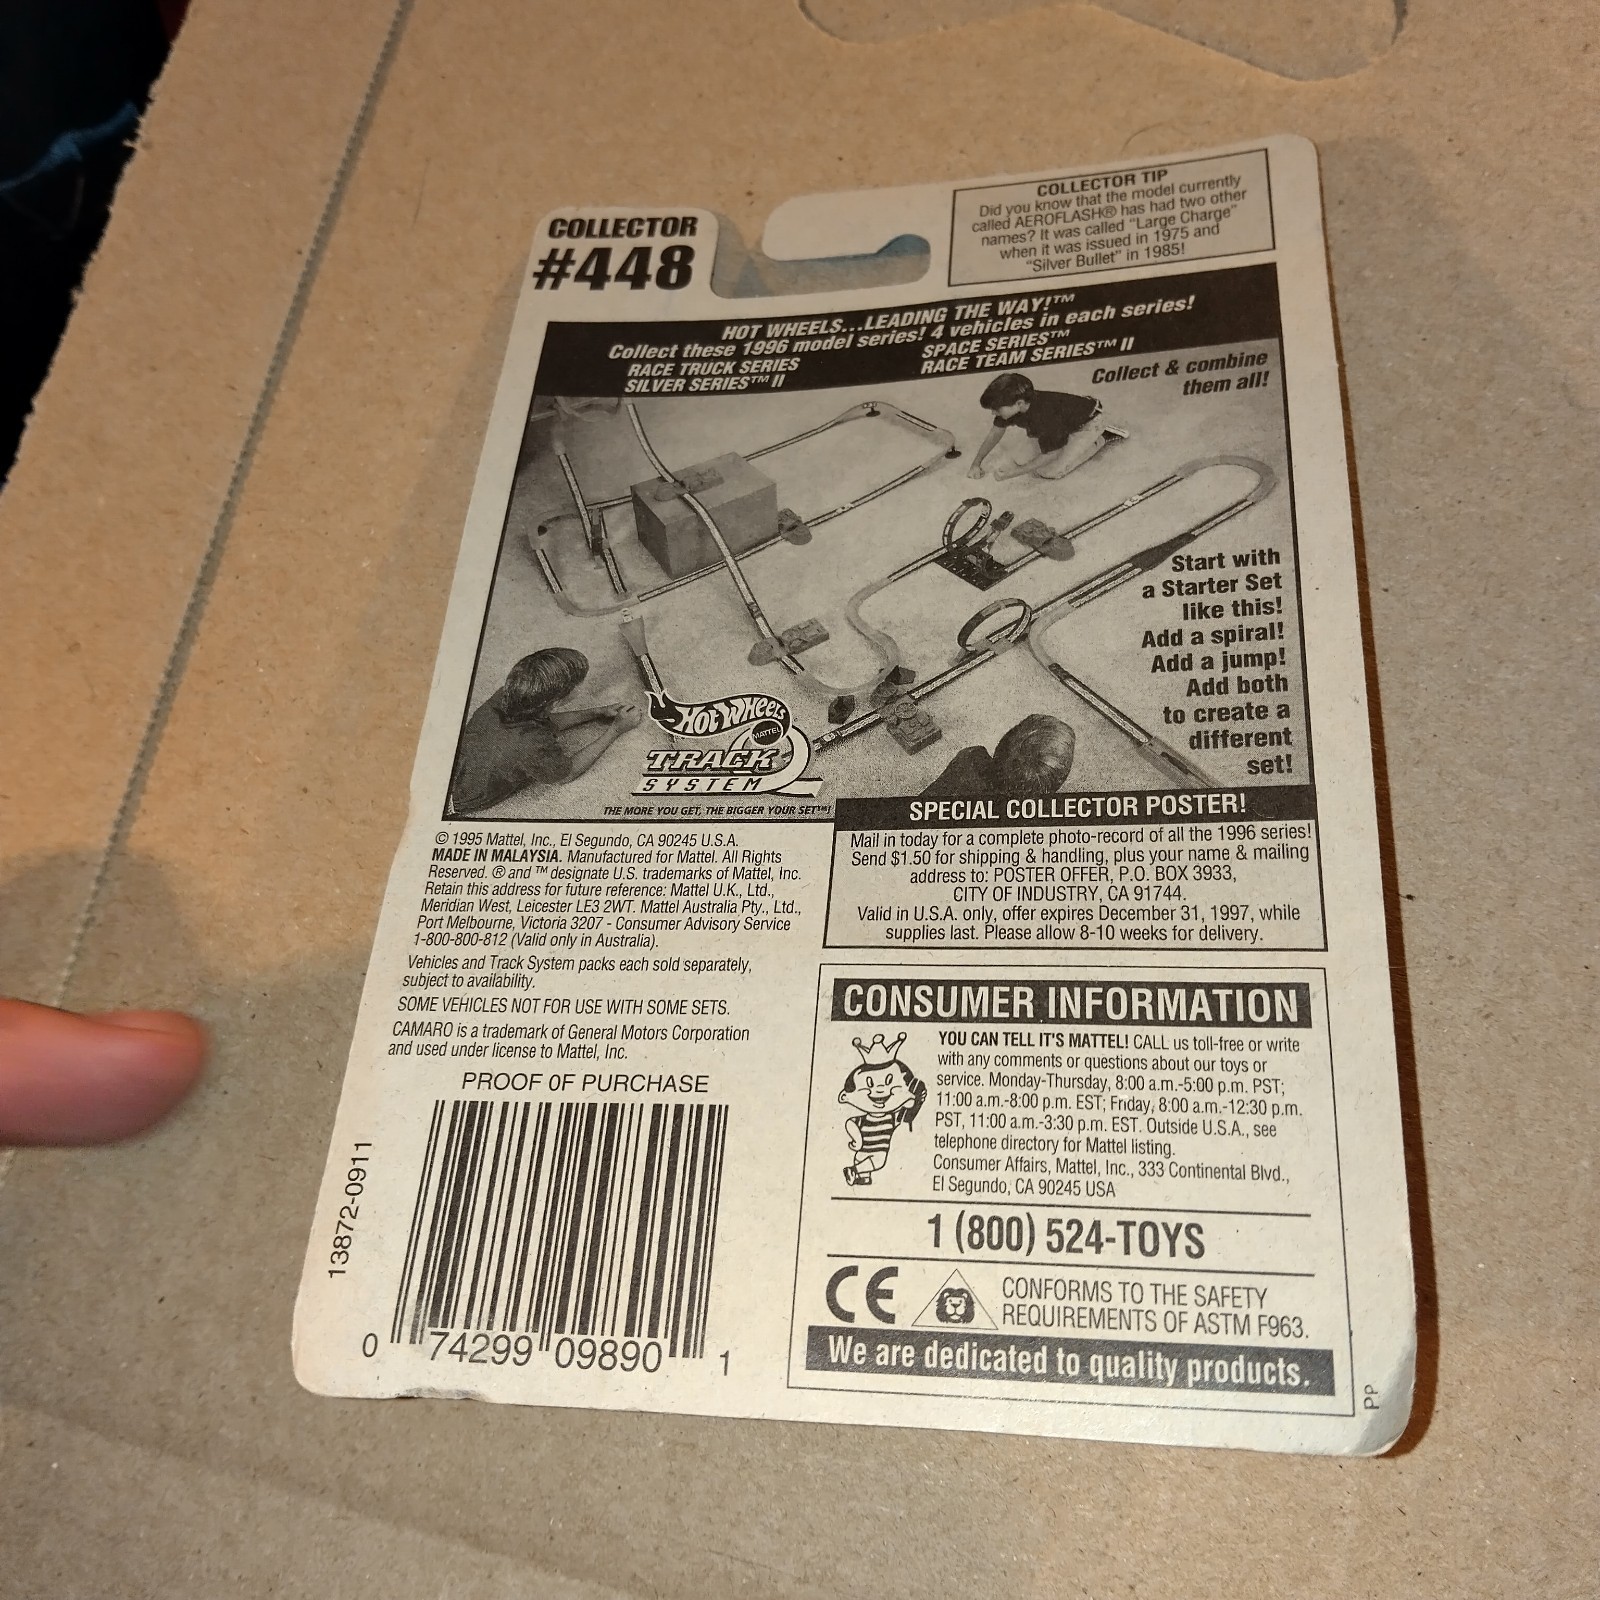 COLLECTOR
#448
COLLECTOR TIP
Did you know that the model currently
called AEROFLASH® has had two other
names? It was called "Large Charge"
when it was issued in 1975 and
"Silver Bullet" in 1985!
HOT WHEELS...LEADING THE WAY!™
Collect these 1996 model series! 4 vehicles in each series!
RACE TRUCK SERIES
SILVER SERIES™ II
SPACE SERIES™
RACE TEAM SERIES™ II
Collect & combine
them all!
Start with
a Starter Set
like this!
Add a spiral!
Add a jump!
Add both
to create a
different
set!
HOT WHEELS
MATTEL
TRACK
SYSTEM
THE MORE YOU GET, THE BIGGER YOUR SET™!
© 1995 Mattel, Inc., El Segundo, CA 90245 U.S.A.
MADE IN MALAYSIA. Manufactured for Mattel. All Rights
Reserved. ® and ™ designate U.S. trademarks of Mattel, Inc.
Retain this address for future reference: Mattel U.K., Ltd.,
Meridian West, Leicester LE3 2WT. Mattel Australia Pty., Ltd.,
Port Melbourne, Victoria 3207 - Consumer Advisory Service
1-800-800-812 (Valid only in Australia).
Vehicles and Track System packs each sold separately,
subject to availability.
SOME VEHICLES NOT FOR USE WITH SOME SETS.
CAMARO is a trademark of General Motors Corporation
and used under license to Mattel, Inc.
PROOF OF PURCHASE
13872-0911
0 74299 09890 1
SPECIAL COLLECTOR POSTER!
Mail in today for a complete photo-record of all the 1996 series!
Send $1.50 for shipping & handling, plus your name & mailing
address to: POSTER OFFER, P.O. BOX 3933,
CITY OF INDUSTRY, CA 91744.
Valid in U.S.A. only, offer expires December 31, 1997, while
supplies last. Please allow 8-10 weeks for delivery.
CONSUMER INFORMATION
YOU CAN TELL IT'S MATTEL! CALL us toll-free or write
with any comments or questions about our toys or
service. Monday-Thursday, 8:00 a.m.-5:00 p.m. PST;
11:00 a.m.-8:00 p.m. EST; Friday, 8:00 a.m.-12:30 p.m.
PST, 11:00 a.m.-3:30 p.m. EST. Outside U.S.A., see
telephone directory for Mattel listing.
Consumer Affairs, Mattel, Inc., 333 Continental Blvd.,
El Segundo, CA 90245 USA
1 (800) 524-TOYS
CE
CONFORMS TO THE SAFETY
REQUIREMENTS OF ASTM F963.
We are dedicated to quality products.
PP